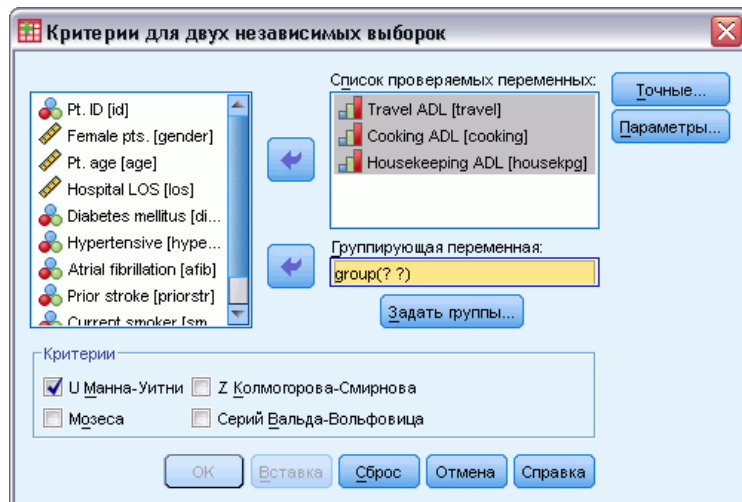 Критерии для двух независимых выборок
Список проверяемых переменных:
Pt. ID [id]
Female pts. [gender]
Pt. age [age]
Hospital LOS [los]
Diabetes mellitus [di...
Hypertensive [hype...
Atrial fibrillation [afib]
Prior stroke [priorstr]
Current smoker [sm
Travel ADL [travel]
Cooking ADL [cooking]
Housekeeping ADL [housekpg]
Точные...
Параметры...
Группирующая переменная:
group(? ?)
Задать группы...
Критерии
U Манна-Уитни
Z Колмогорова-Смирнова
Мозеса
Серий Вальда-Вольфовица
OK
Вставка
Сброс
Отмена
Справка